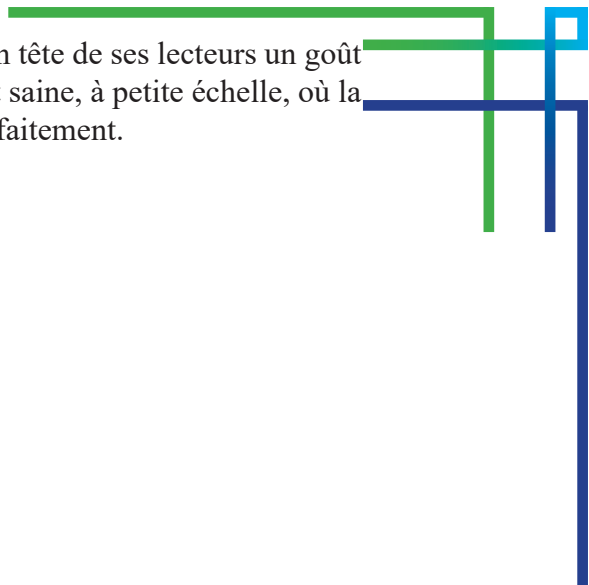 n tête de ses lecteurs un goût
saine, à petite échelle, où la
faitement.